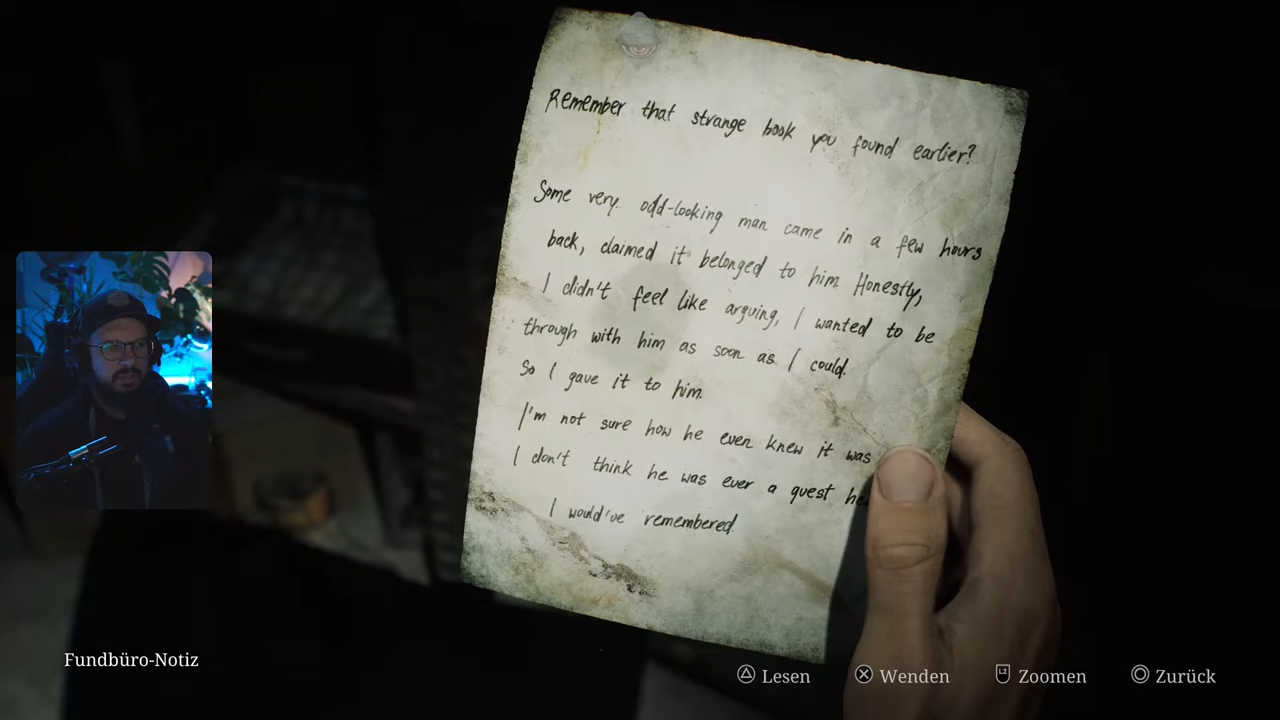 Remember that strange book you found earlier?
Some very odd-looking man came in a few hours
back, claimed it belonged to him. Honestly,
I didn't feel like arguing, I wanted to be
through with him as soon as I could.
So I gave it to him.
I'm not sure how he even knew it was
I don't think he was ever a guest
I would've remembered
Fundbüro-Notiz
Lesen
Wenden
L2 Zoomen
Zurück